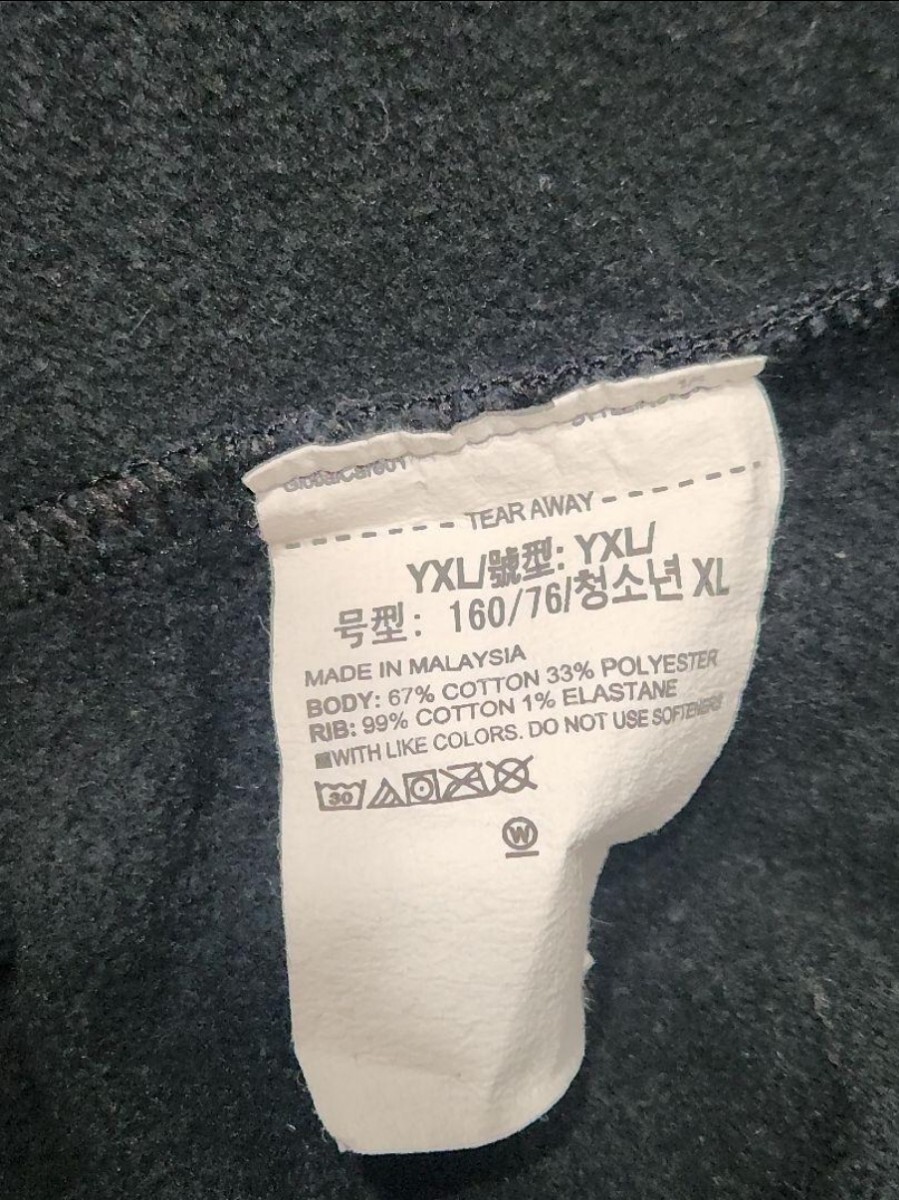 TEAR AWAY
YXL/號型: YXL/
号型: 160/76/청소년 XL
MADE IN MALAYSIA
BODY: 67% COTTON 33% POLYESTER
RIB: 99% COTTON 1% ELASTANE
WITH LIKE COLORS. DO NOT USE SOFTENERS
30
W